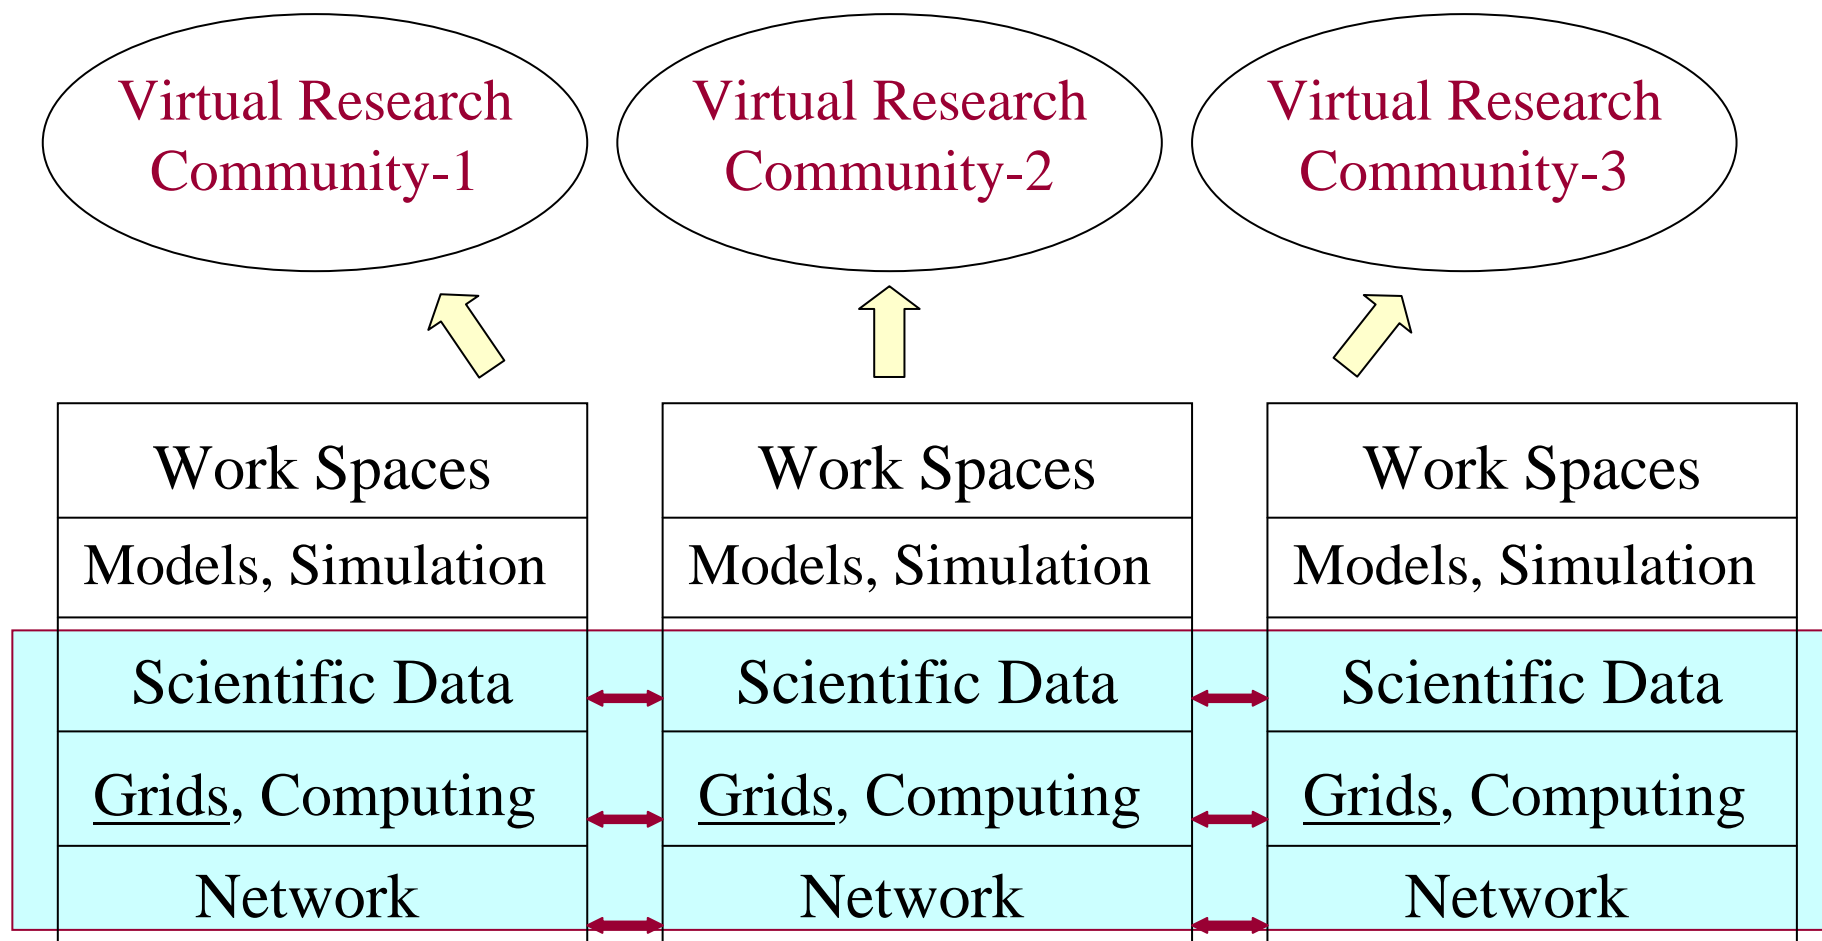 Virtual Research
Community-1
Virtual Research
Community-2
Virtual Research
Community-3
Work Spaces
Models, Simulation
Scientific Data
Grids, Computing
Network
Work Spaces
Models, Simulation
Scientific Data
Grids, Computing
Network
Work Spaces
Models, Simulation
Scientific Data
Grids, Computing
Network